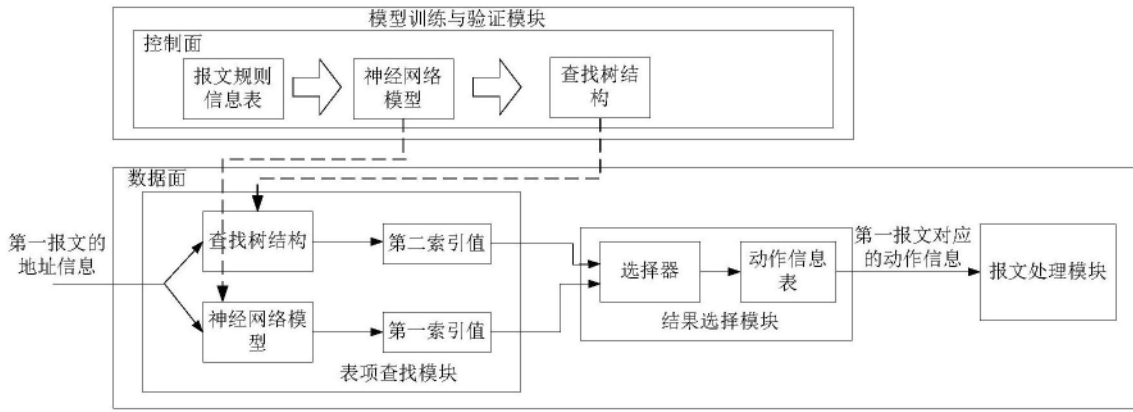 模型训练与验证模块
控制面
报文规则
信息表
神经网络
模型
查找树结
构
数据面
第一报文的
地址信息
查找树结构
第二索引值
神经网络模
型
第一索引值
表项查找模块
选择器
动作信息
表
结果选择模块
第一报文对应
的动作信息
报文处理模块